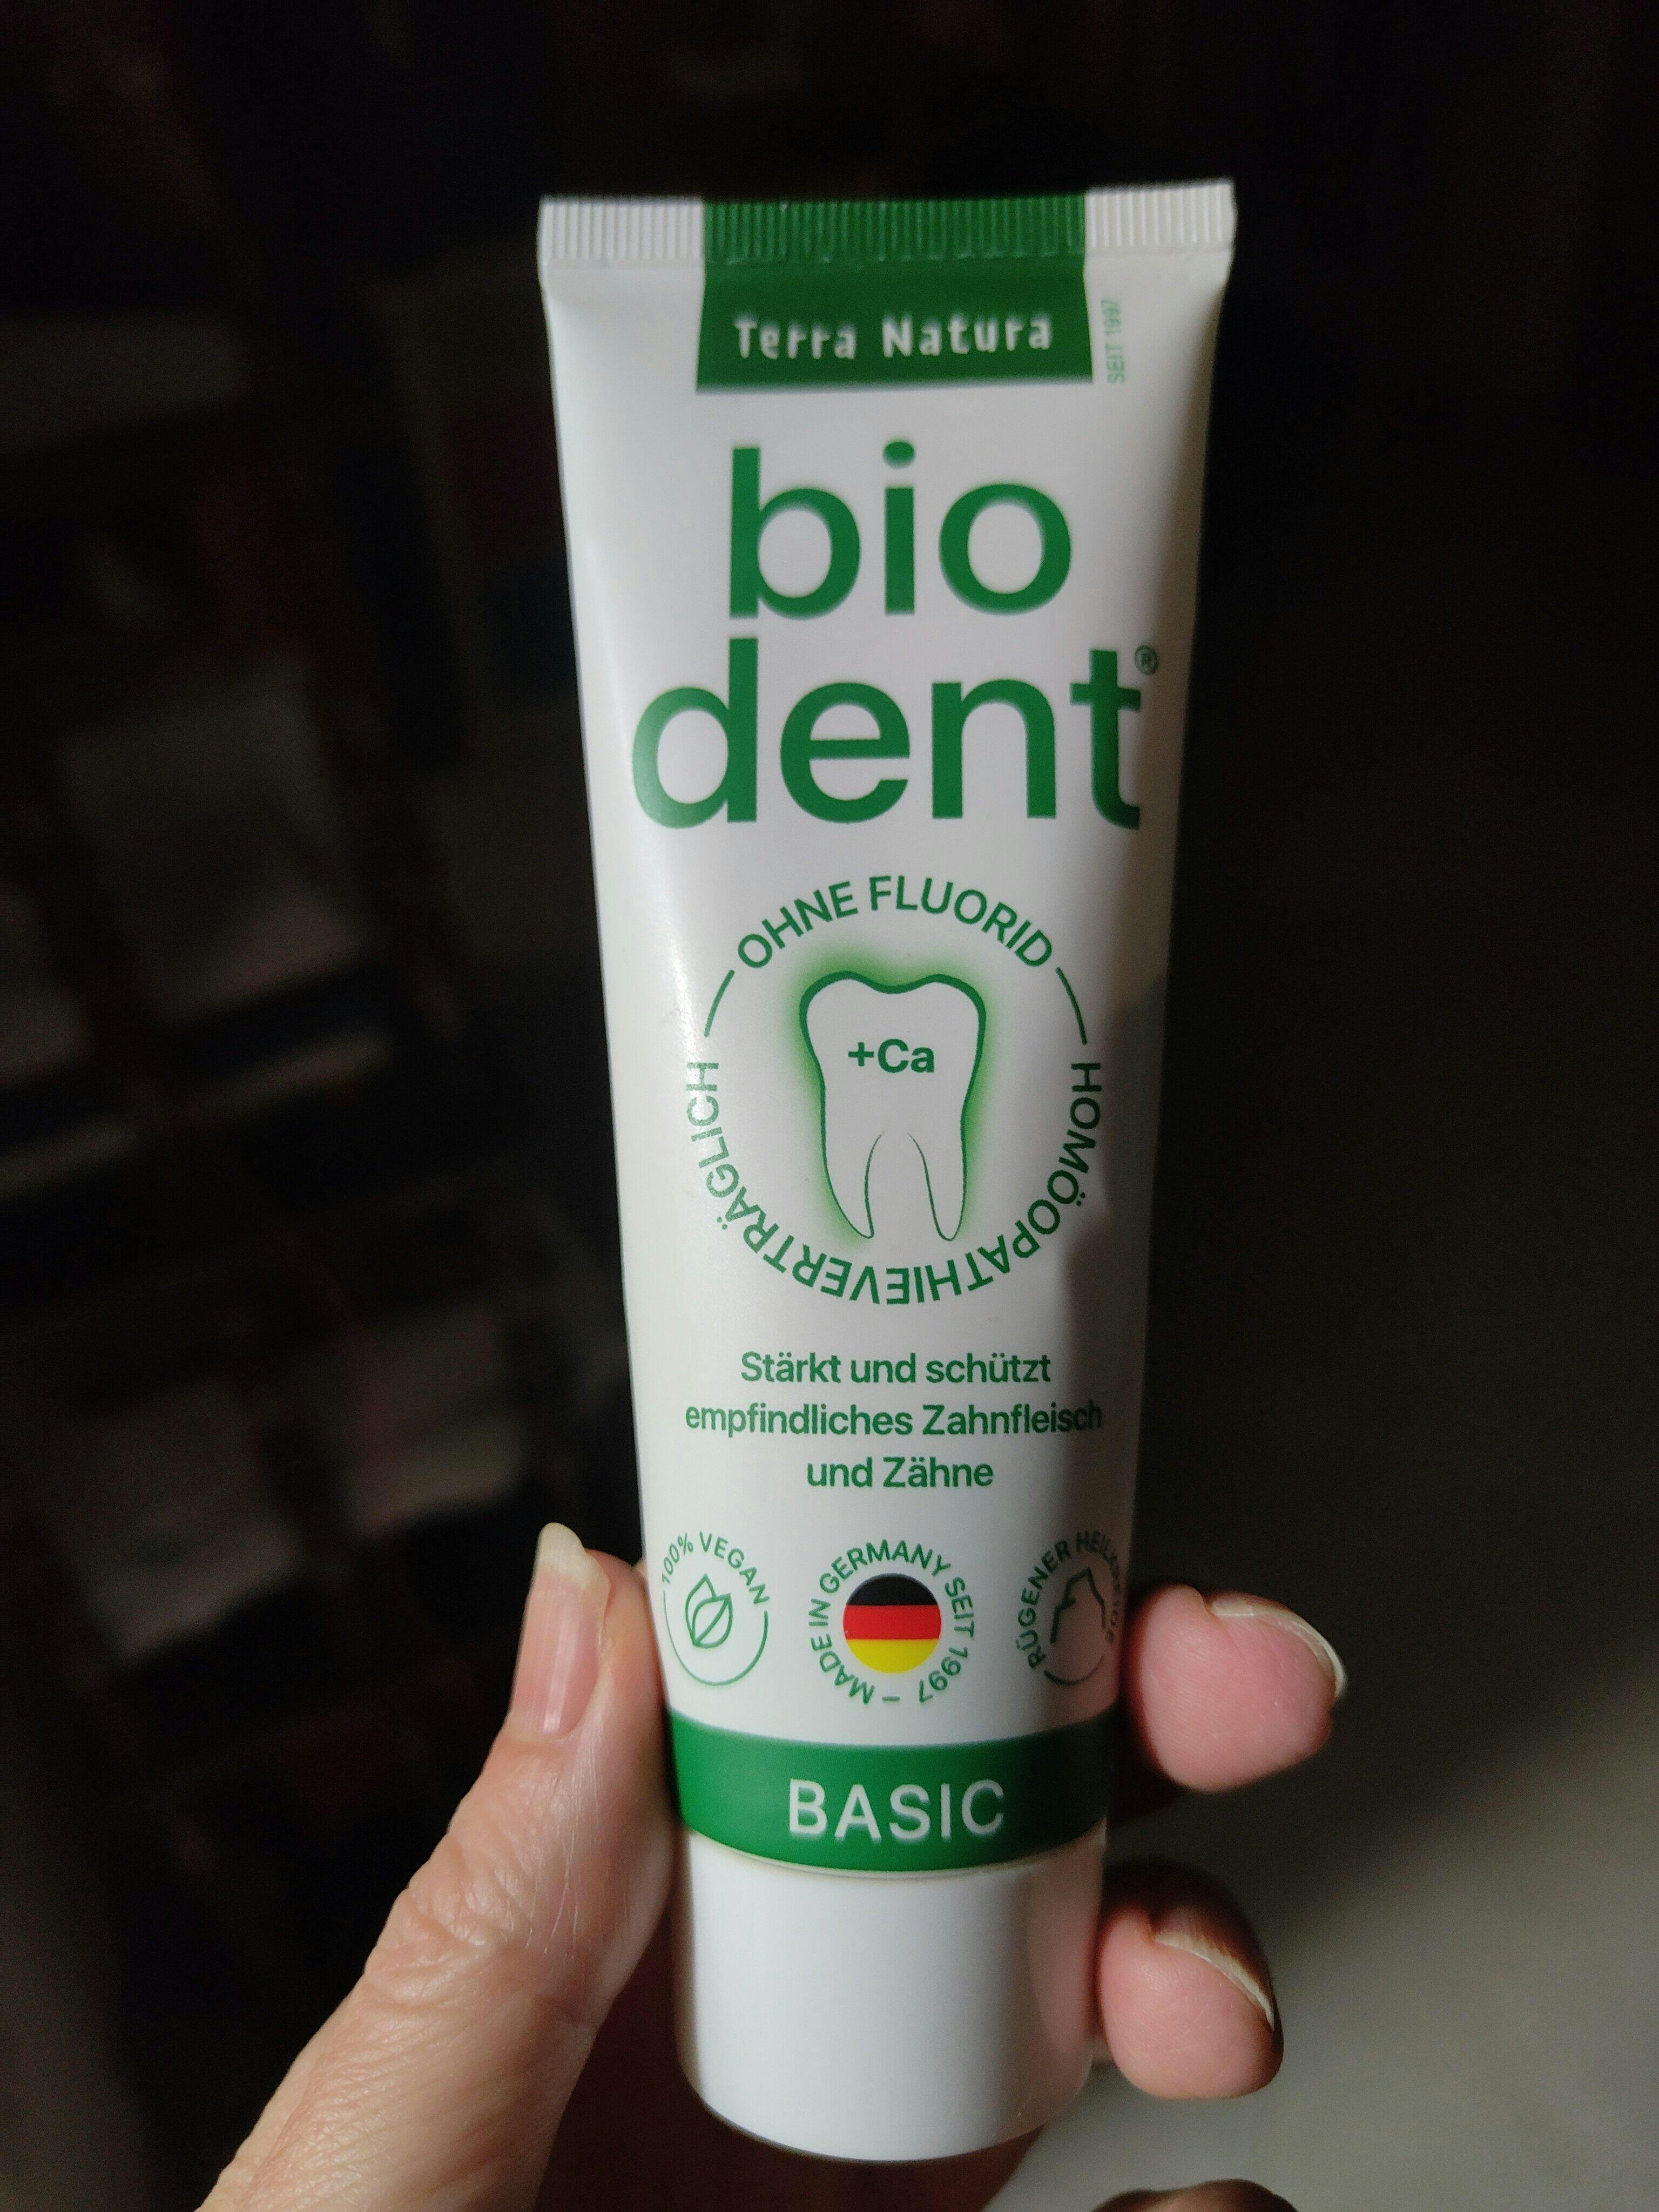 Terra Natura
SEIT 1997
bio
dent®
OHNE FLUORID
HOMÖOPATHIEVERTRÄGLICH
+Ca
Stärkt und schützt
empfindliches Zahnfleisch
und Zähne
100% VEGAN
MADE IN GERMANY SEIT 1997 –
RÜGENER
BASIC